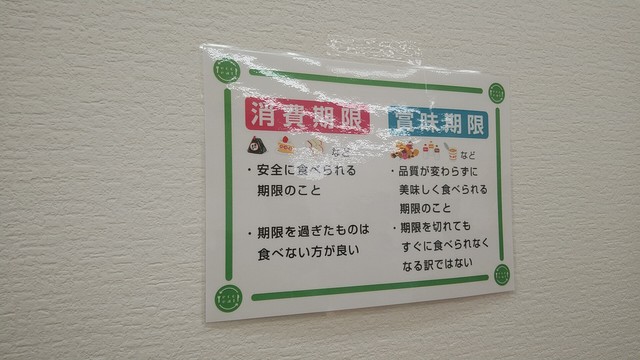 消費期限
など
・安全に食べられる
期限のこと
・期限を過ぎたものは
食べない方が良い
賞味期限
など
・品質が変わらずに
美味しく食べられる
期限のこと
・期限を切れても
すぐに食べられなく
なる訳ではない